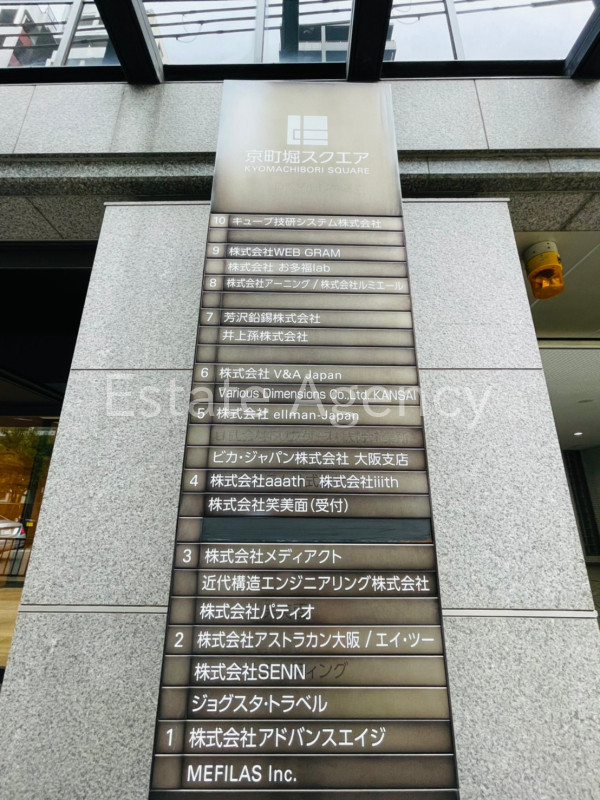 京町堀スクエア
KYOMACHIBORI SQUARE
10 キューブ技研システム株式会社
9 株式会社WEB GRAM
株式会社 お多福lab
8 株式会社アーニング / 株式会社ルミエール
7 芳沢鉛錫株式会社
井上孫株式会社
6 株式会社 V&A Japan
Various Dimensions Co.,Ltd. KANSAI
Estate Agency
5 株式会社 ellman-Japan
ピカ・ジャパン株式会社 大阪支店
4 株式会社aaath 株式会社iiith
株式会社笑美面(受付)
3 株式会社メディアクト
近代構造エンジニアリング株式会社
株式会社パティオ
2 株式会社アストラカン大阪 / エイ・ツー
株式会社SENNィング
ジョグスタ・トラベル
1 株式会社アドバンスエイジ
MEFILAS Inc.